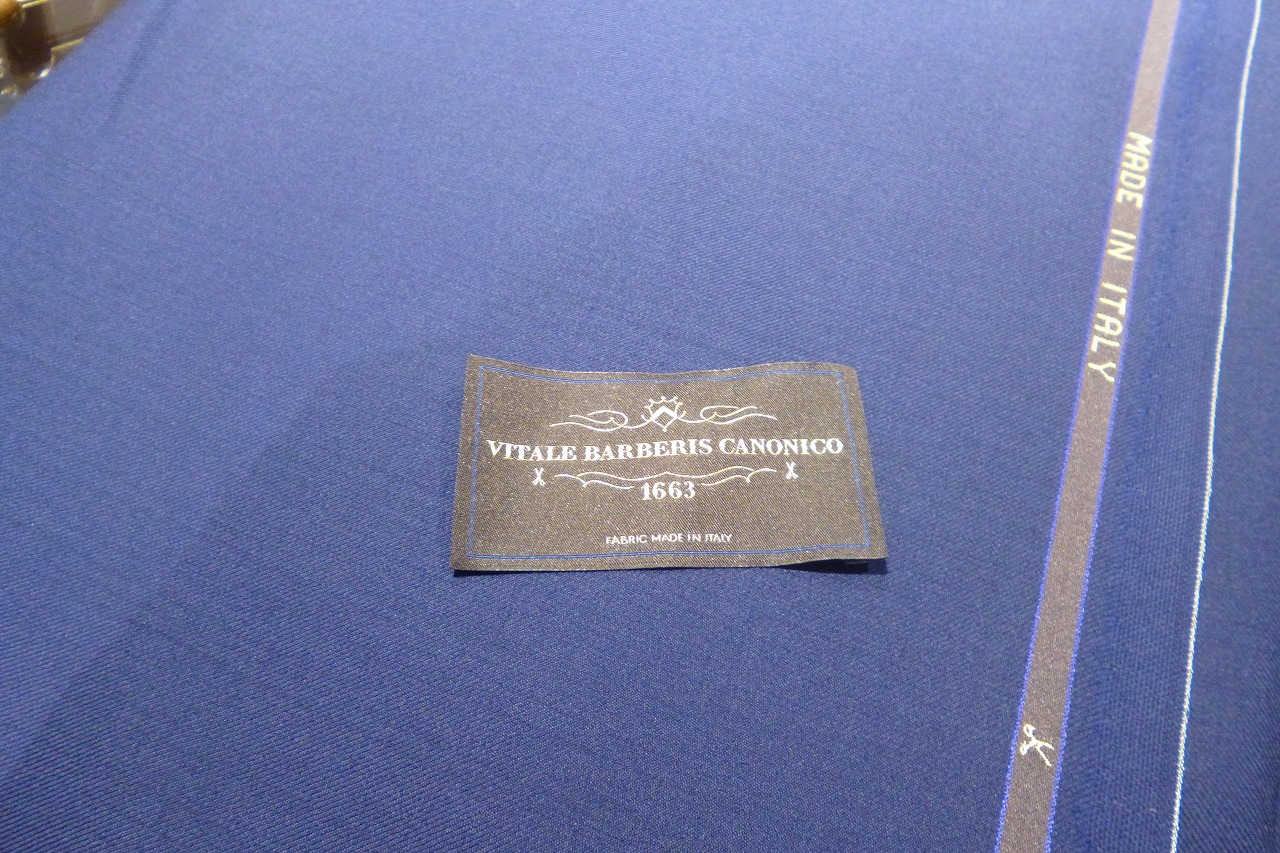 MADE IN ITALY
VITALE BARBERIS CANONICO
1663
FABRIC MADE IN ITALY